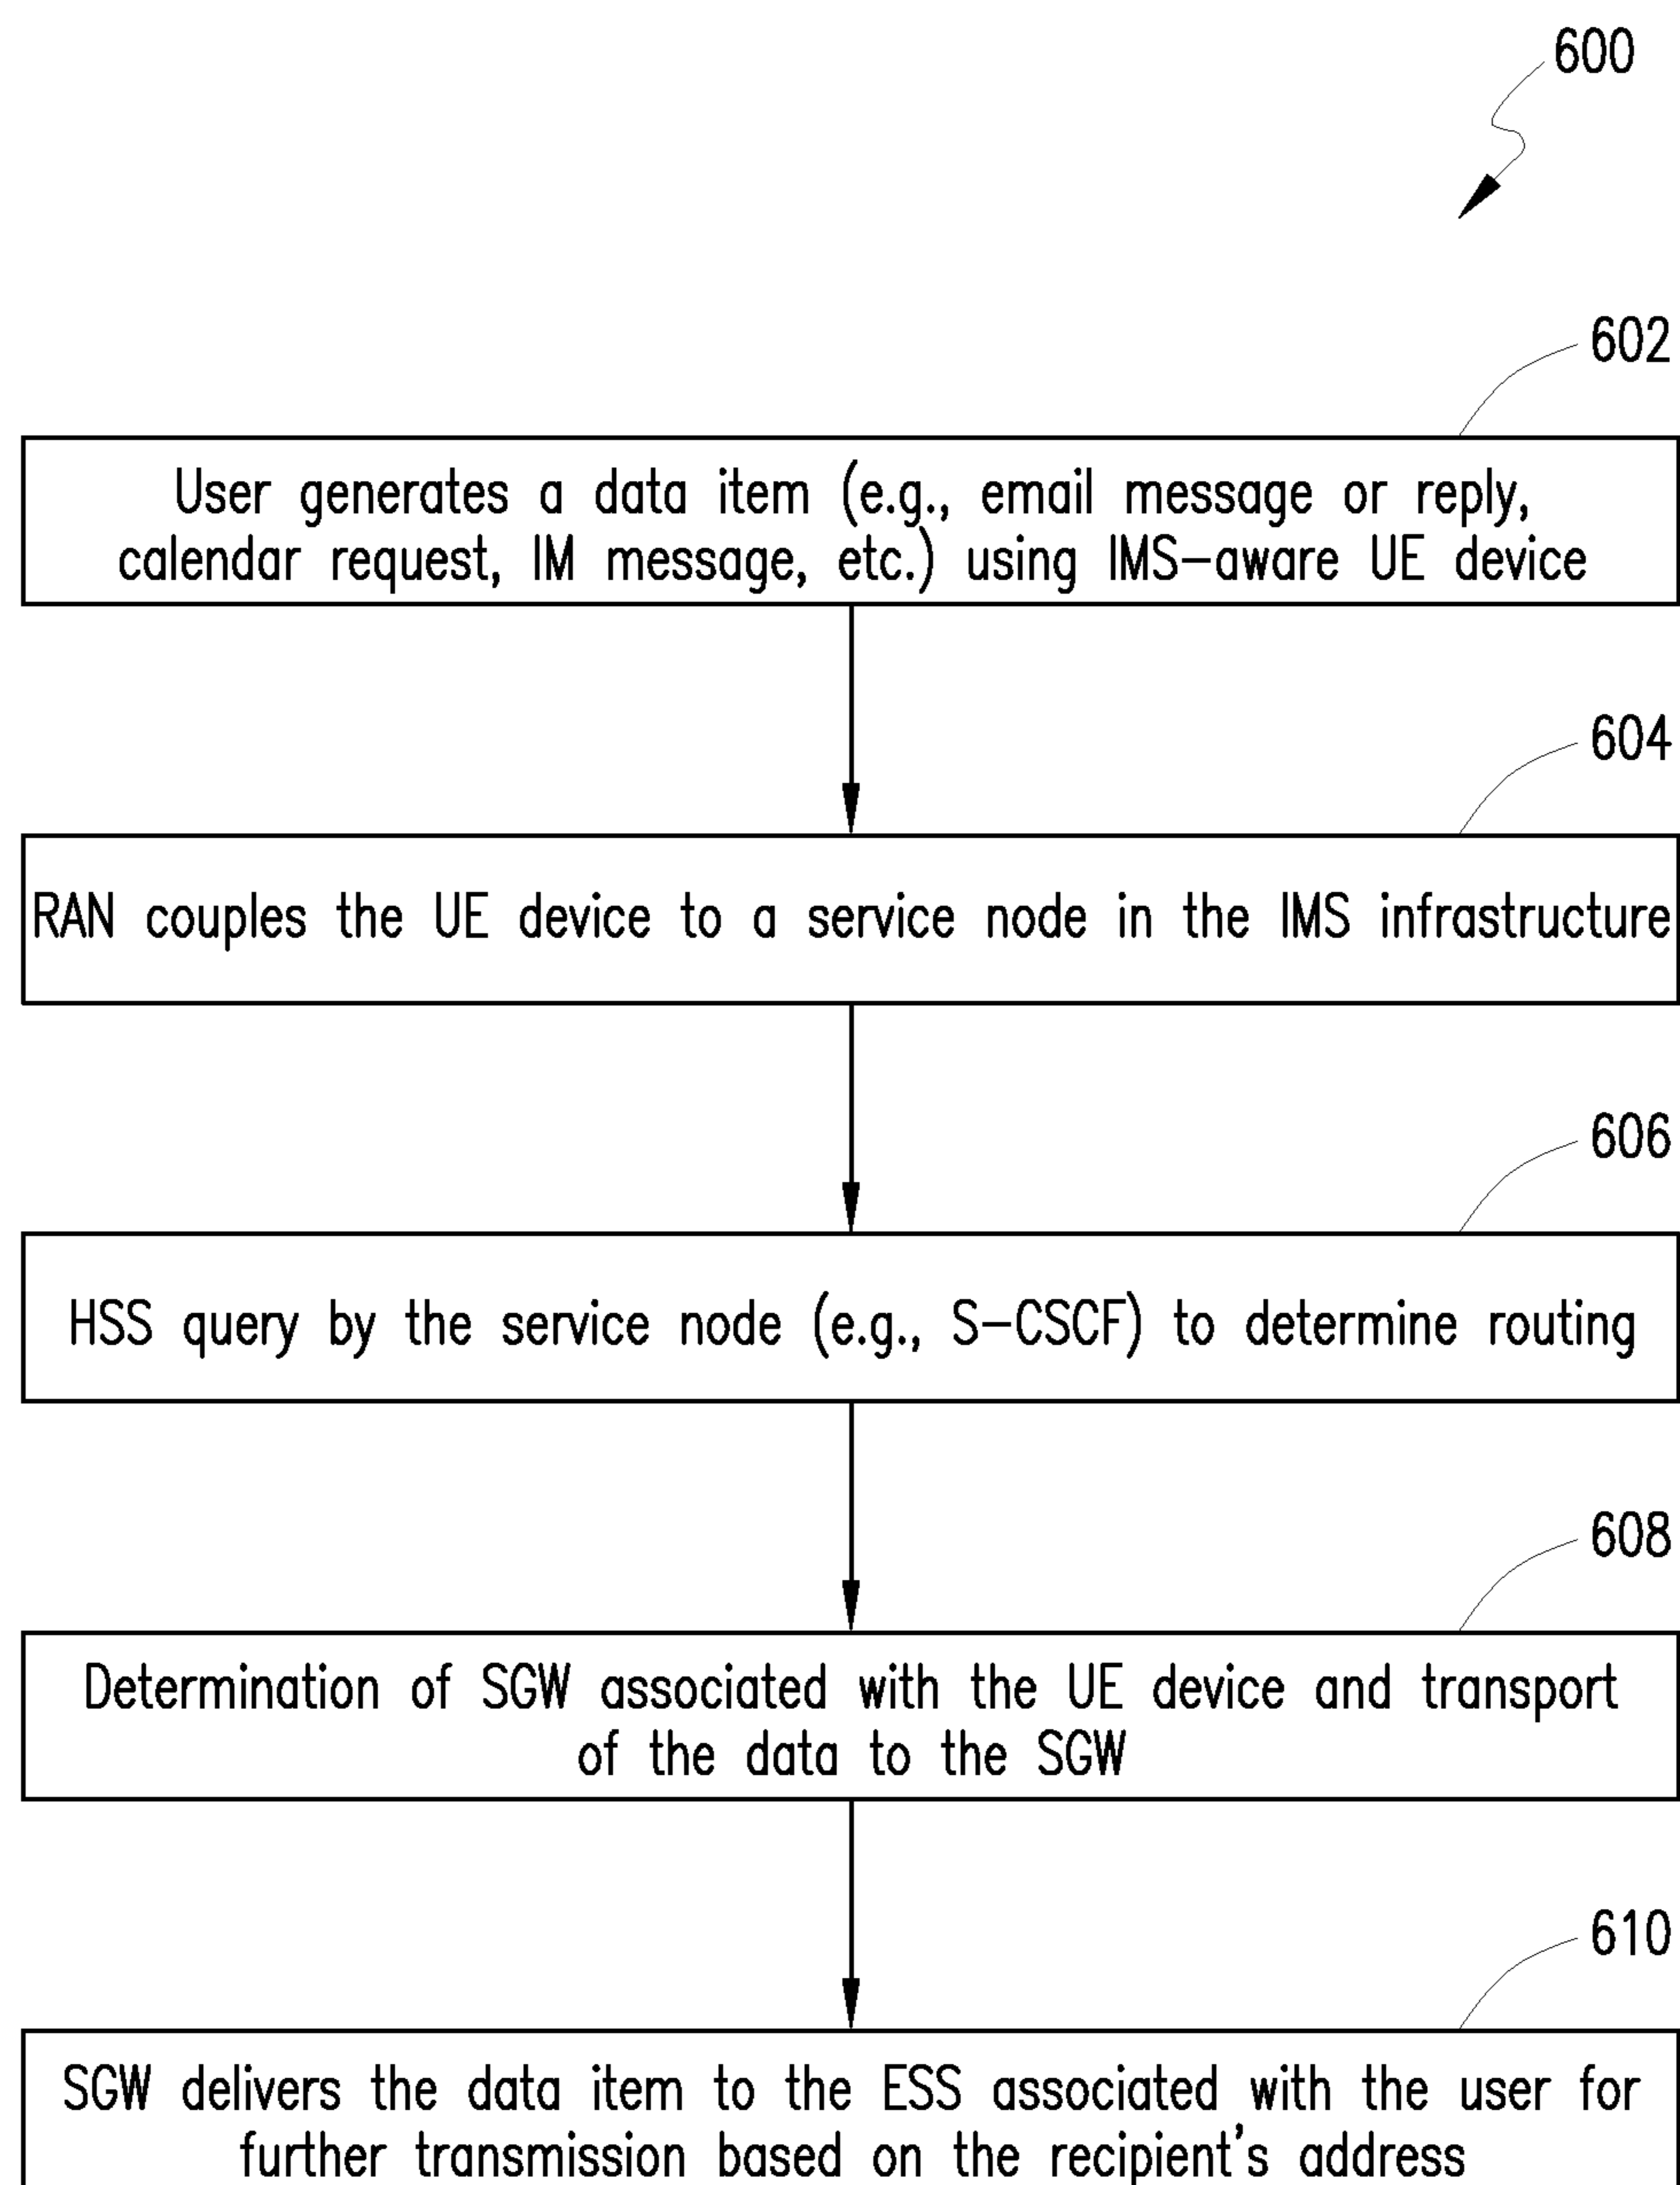 600
602
User generates a data item (e.g., email message or reply,
calendar request, IM message, etc.) using IMS-aware UE device
604
RAN couples the UE device to a service node in the IMS infrastructure
606
HSS query by the service node (e.g., S-CSCF) to determine routing
608
Determination of SGW associated with the UE device and transport
of the data to the SGW
610
SGW delivers the data item to the ESS associated with the user for
further transmission based on the recipient's address